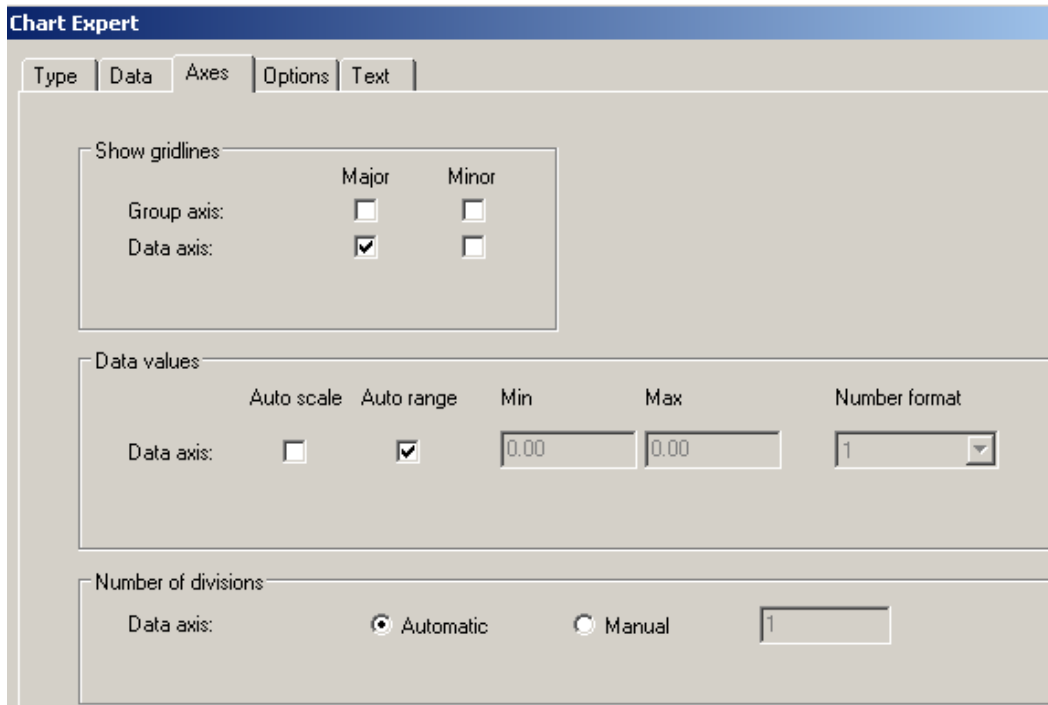 Chart Expert
Type Data Axes Options Text
Show gridlines
Major Minor
Group axis:
Data axis:
Data values
Auto scale Auto range Min Max Number format
Data axis: 0.00 0.00 1
Number of divisions
Data axis: Automatic Manual 1